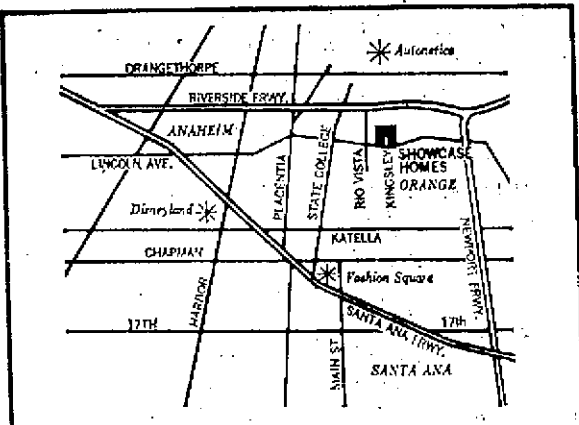 Autonetics
ORANGETHORPE
RIVERSIDE FRWY.
ANAHEIM
LINCOLN AVE.
PLACENTIA
STATE COLLEGE
RIO VISTA
KINGSLEY
SHOWCASE
HOMES
ORANGE
Disneyland
KATELLA
CHAPMAN
HARBOR
NEWPORT FRWY.
Fashion Square
17TH
SANTA ANA FRWY.
17th
MAIN ST
SANTA ANA